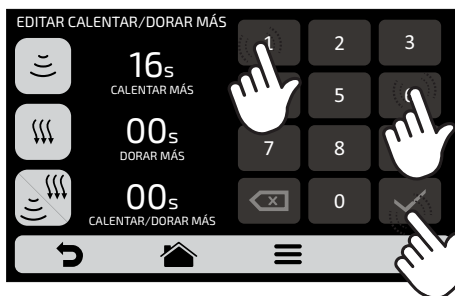 EDITAR CALENTAR/DORAR MÁS
16s
CALENTAR MÁS
00s
DORAR MÁS
00s
CALENTAR/DORAR MÁS
1 2 3
5
7 8
0